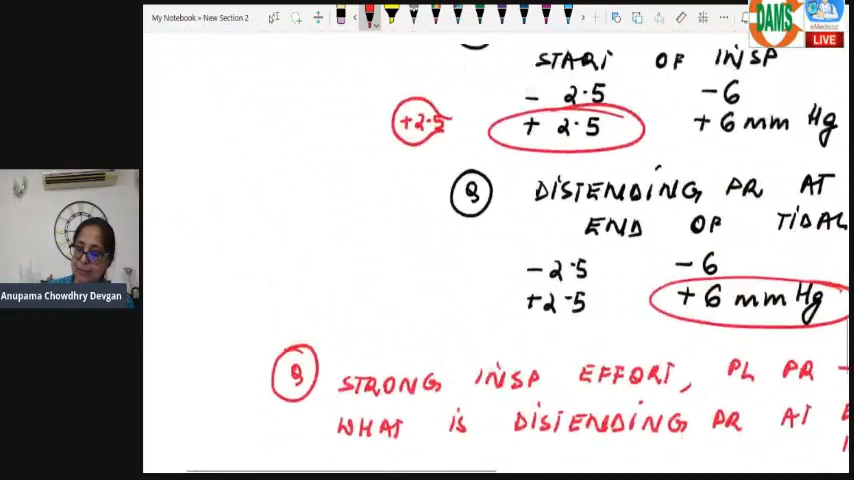 My Notebook » New Section 2
DAMS
eMedicoz
LIVE
START OF INSP
- 2.5 -6
+2.5 + 2.5 + 6 mm Hg
Q DISTENDING PR AT
END OF TIDAL
-2.5 -6
+2.5 + 6 mm Hg
Anupama Chowdhry Devgan
Q STRONG INSP EFFORT, PL PR -
WHAT is DISTENDING PR AT